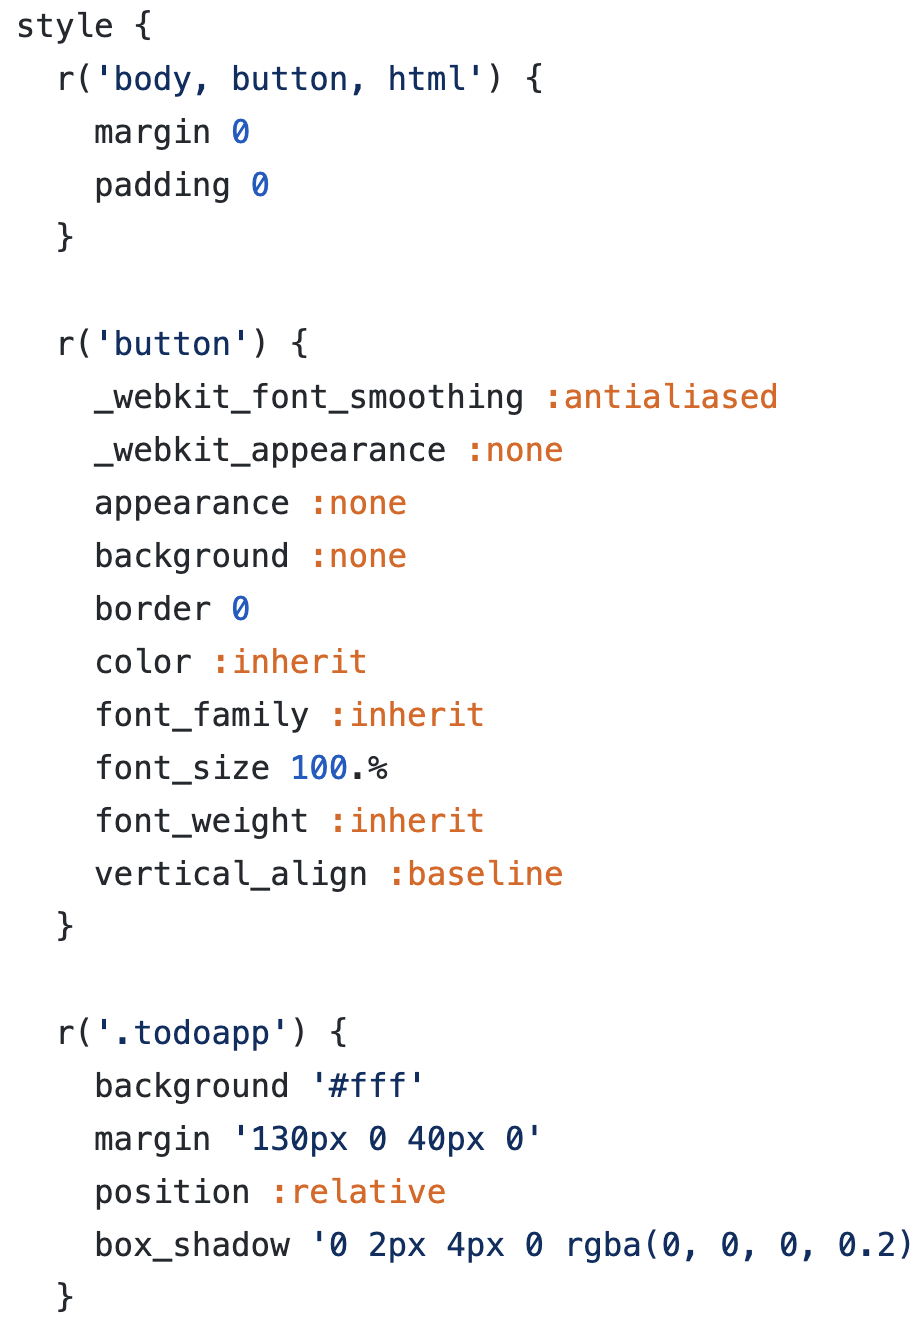 style {
  r('body, button, html') {
    margin 0
    padding 0
  }

  r('button') {
    _webkit_font_smoothing :antialiased
    _webkit_appearance :none
    appearance :none
    background :none
    border 0
    color :inherit
    font_family :inherit
    font_size 100.%
    font_weight :inherit
    vertical_align :baseline
  }

  r('.todoapp') {
    background '#fff'
    margin '130px 0 40px 0'
    position :relative
    box_shadow '0 2px 4px 0 rgba(0, 0, 0, 0.2)
  }